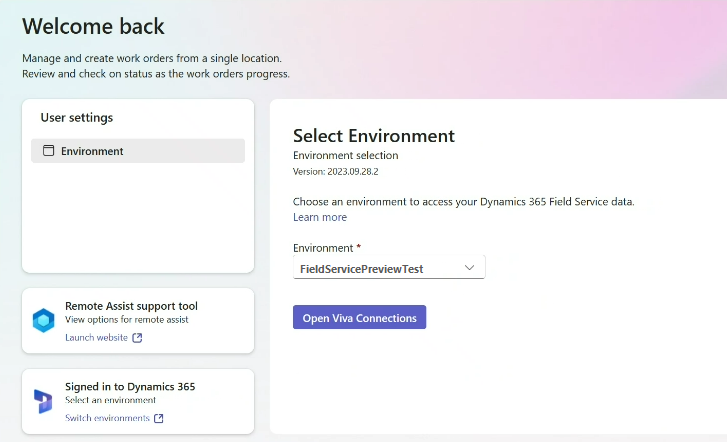 Welcome back
Manage and create work orders from a single location.
Review and check on status as the work orders progress.
User settings
Environment
Remote Assist support tool
View options for remote assist
Launch website
Signed in to Dynamics 365
Select an environment
Switch environments
Select Environment
Environment selection
Version: 2023.09.28.2
Choose an environment to access your Dynamics 365 Field Service data.
Learn more
Environment *
FieldServicePreviewTest
Open Viva Connections